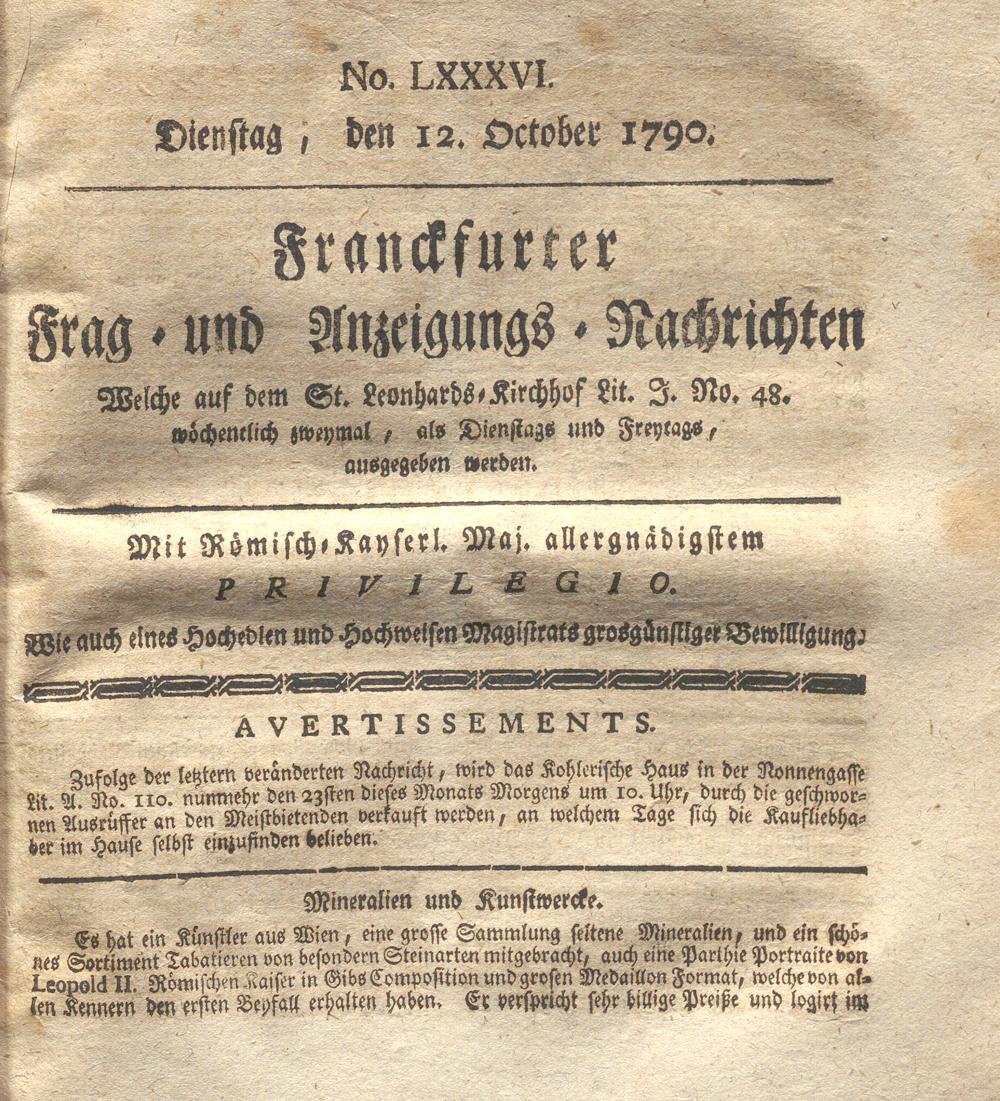 No. LXXXVI.
Dienstag, den 12. October 1790.
Franckfurter
Frag- und Anzeigungs-Nachrichten
Welche auf dem St. Leonhards-Kirchhof Lit. J. No. 48.
wöchentlich zweymal, als Dienstags und Freytags,
ausgegeben werden.
Mit Römisch-Kayserl. Maj. allergnädigstem
PRIVILEGIO.
Wie auch eines Hochedlen und Hochweisen Magistrats grosgünstiger Bewilligung.
AVERTISSEMENTS.
Zufolge der letztern veränderten Nachricht, wird das Kohlerische Haus in der Nonnengasse
Lit. A. No. 110. nunmehr den 23sten dieses Monats Morgens um 10. Uhr, durch die geschwor-
nen Ausrüffer an den Meistbietenden verkauft werden, an welchem Tage sich die Kaufliebha-
ber im Hause selbst einzufinden belieben.
Mineralien und Kunstwercke.
Es hat ein Künstler aus Wien, eine grosse Sammlung seltene Mineralien, und ein schö-
nes Sortiment Tabatieren von besondern Steinarten mitgebracht, auch eine Parthie Portraite von
Leopold II. Römischen Kaiser in Gibs Composition und grosen Medaillon Format, welche von al-
len Kennern den ersten Beyfall erhalten haben. Er verspricht sehr billige Preiße und logirt im